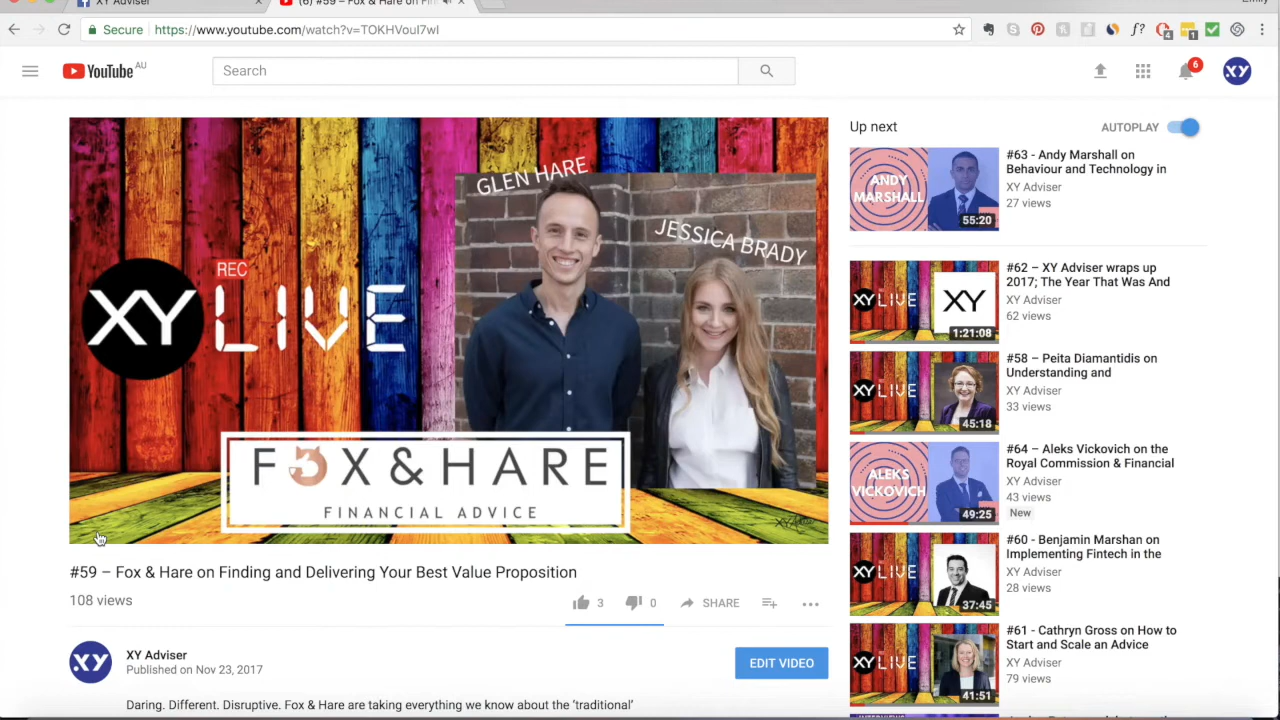 XY Adviser
(6) #59 – Fox & Hare on Fin
Emily
Secure
https://www.youtube.com/watch?v=TOKHVouI7wI
f?
4
1
YouTube AU
Search
6
XY
GLEN HARE
JESSICA BRADY
REC
XY LIVE
FOX & HARE
FINANCIAL ADVICE
XY Adviser
#59 – Fox & Hare on Finding and Delivering Your Best Value Proposition
108 views
3
0
SHARE
XY
XY Adviser
Published on Nov 23, 2017
EDIT VIDEO
Daring. Different. Disruptive. Fox & Hare are taking everything we know about the 'traditional'
Up next
AUTOPLAY
ANDY
MARSHALL
55:20
#63 - Andy Marshall on
Behaviour and Technology in
XY Adviser
27 views
XY LIVE
XY
1:21:08
#62 – XY Adviser wraps up
2017; The Year That Was And
XY Adviser
62 views
XY LIVE
45:18
#58 – Peita Diamantidis on
Understanding and
XY Adviser
33 views
ALEKS
VICKOVICH
49:25
#64 – Aleks Vickovich on the
Royal Commission & Financial
XY Adviser
43 views
New
XY LIVE
37:45
#60 - Benjamin Marshan on
Implementing Fintech in the
XY Adviser
28 views
XY LIVE
41:51
#61 - Cathryn Gross on How to
Start and Scale an Advice
XY Adviser
79 views